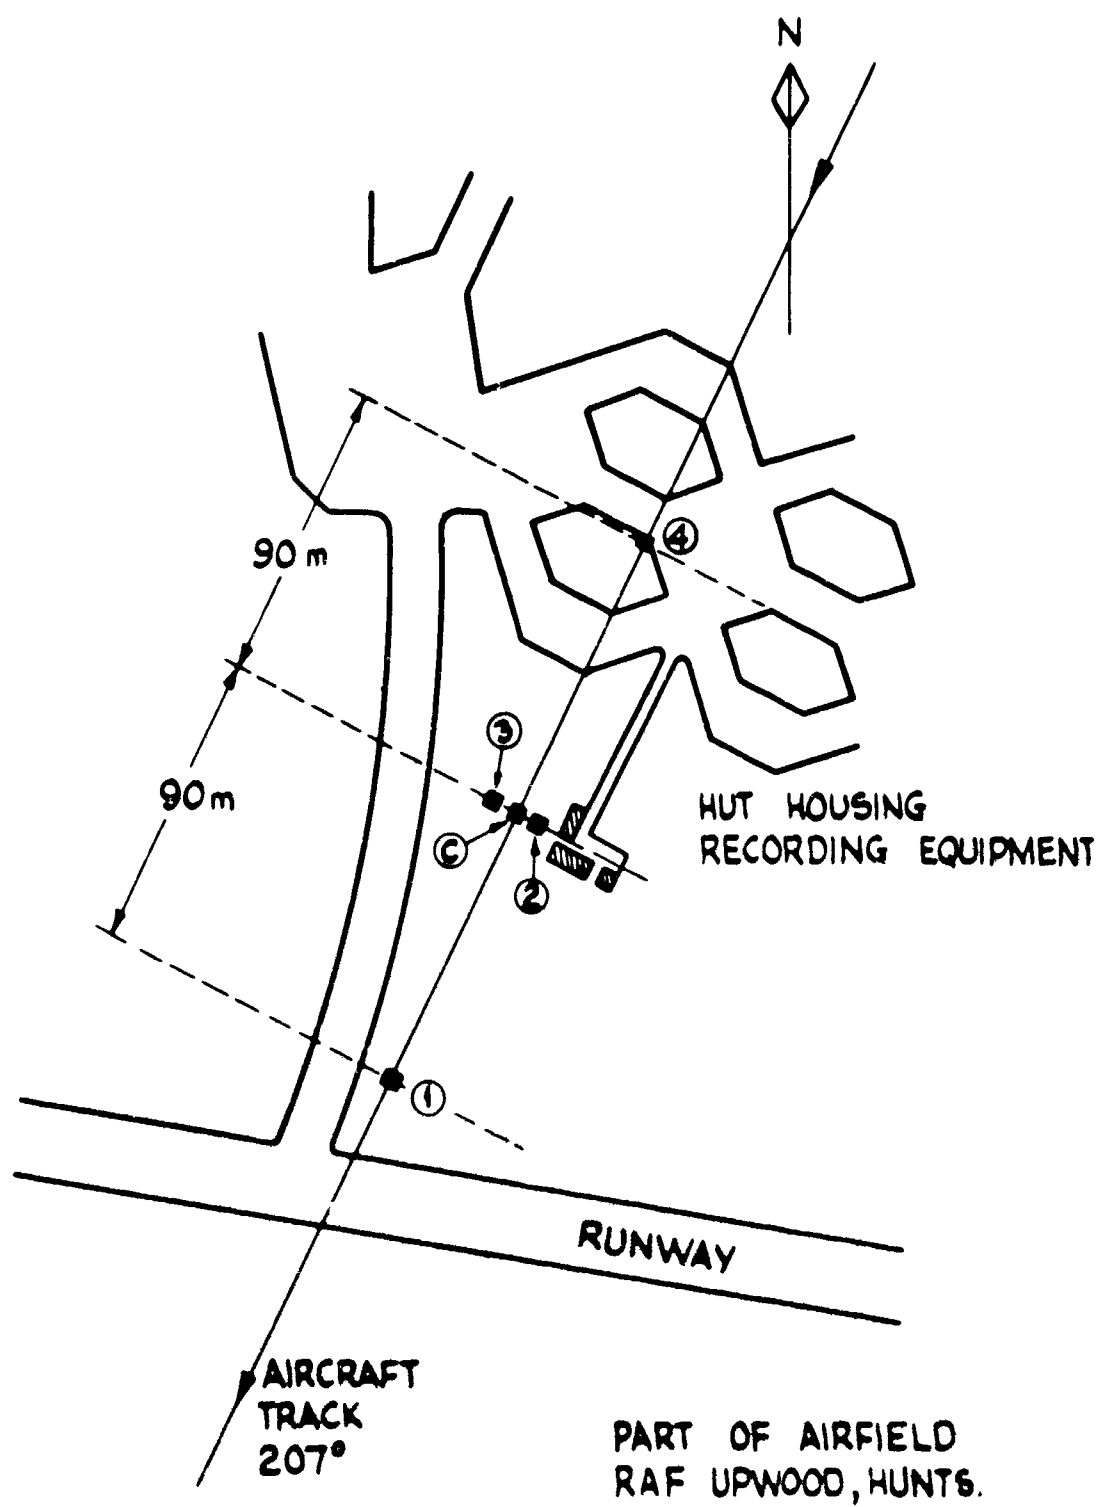 N
④
90 m
③
90 m
HUT HOUSING
RECORDING EQUIPMENT
C
②
①
RUNWAY
AIRCRAFT
TRACK
207°
PART OF AIRFIELD
RAF UPWOOD, HUNTS.